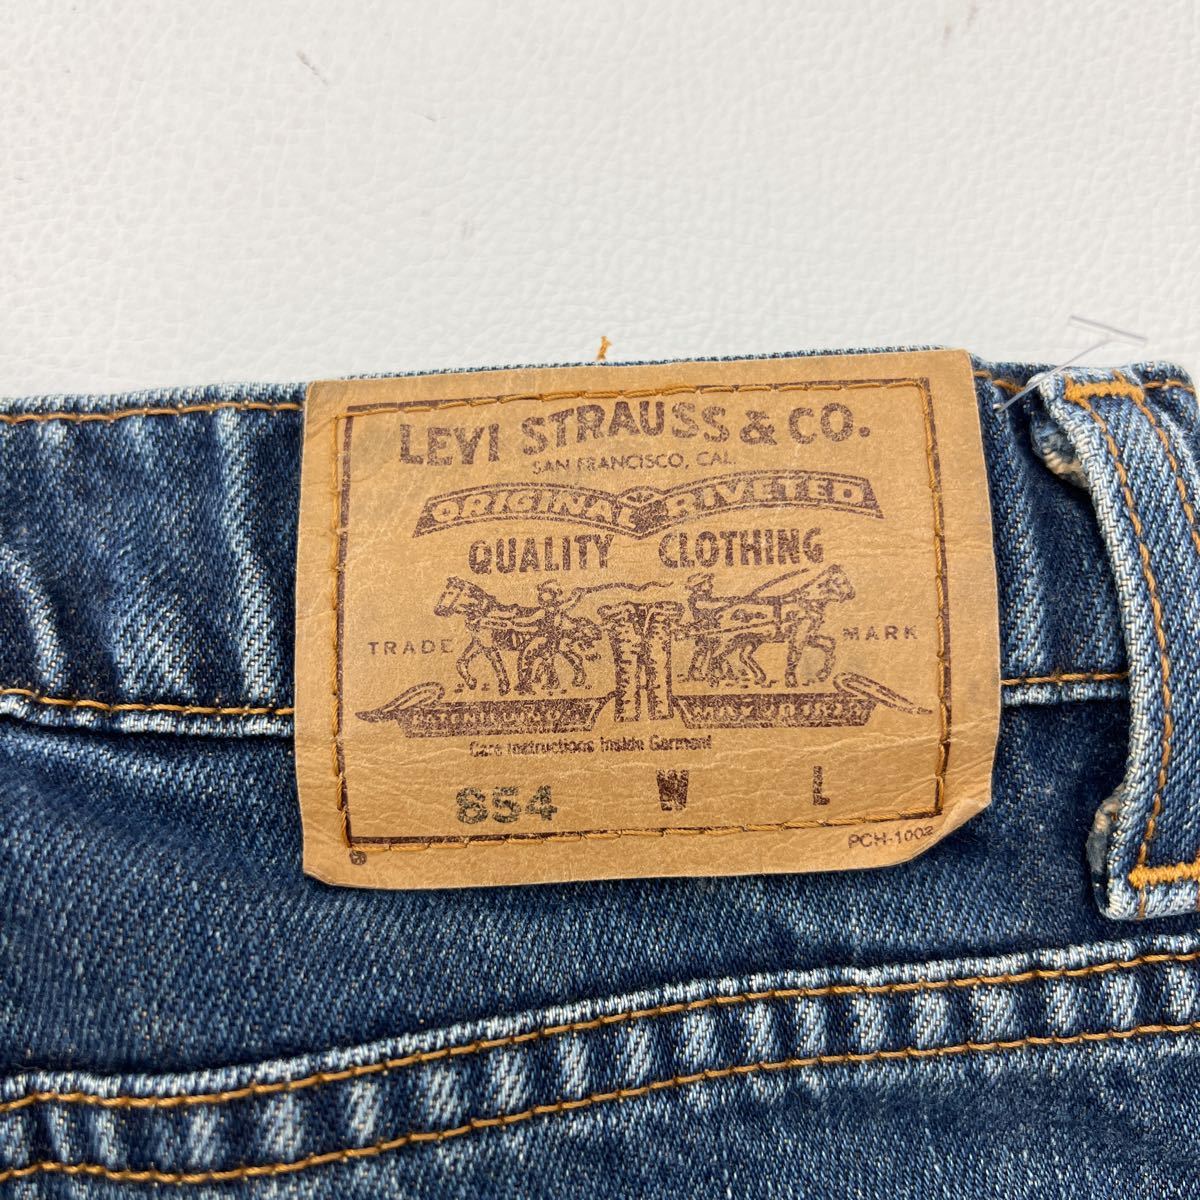 LEVI STRAUSS & CO.
SAN FRANCISCO, CAL.
ORIGINAL RIVETED
QUALITY CLOTHING
TRADE MARK
Care Instructions Inside Garment
854 W L
PCH-1002
®